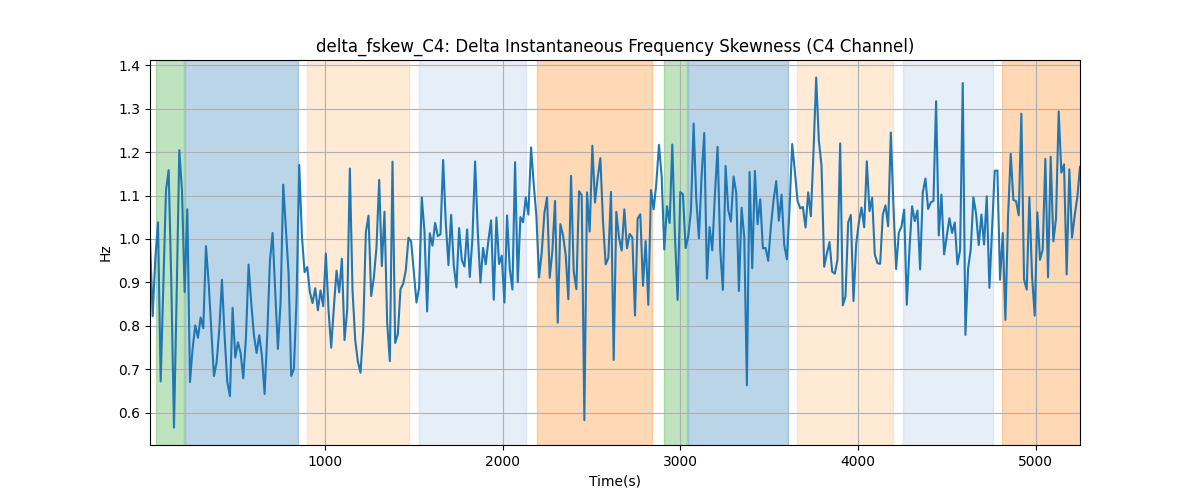 delta_fskew_C4: Delta Instantaneous Frequency Skewness (C4 Channel)
1.4
1.3
1.2
1.1
1.0
0.9
0.8
0.7
0.6
Hz
1000 2000 3000 4000 5000
Time(s)